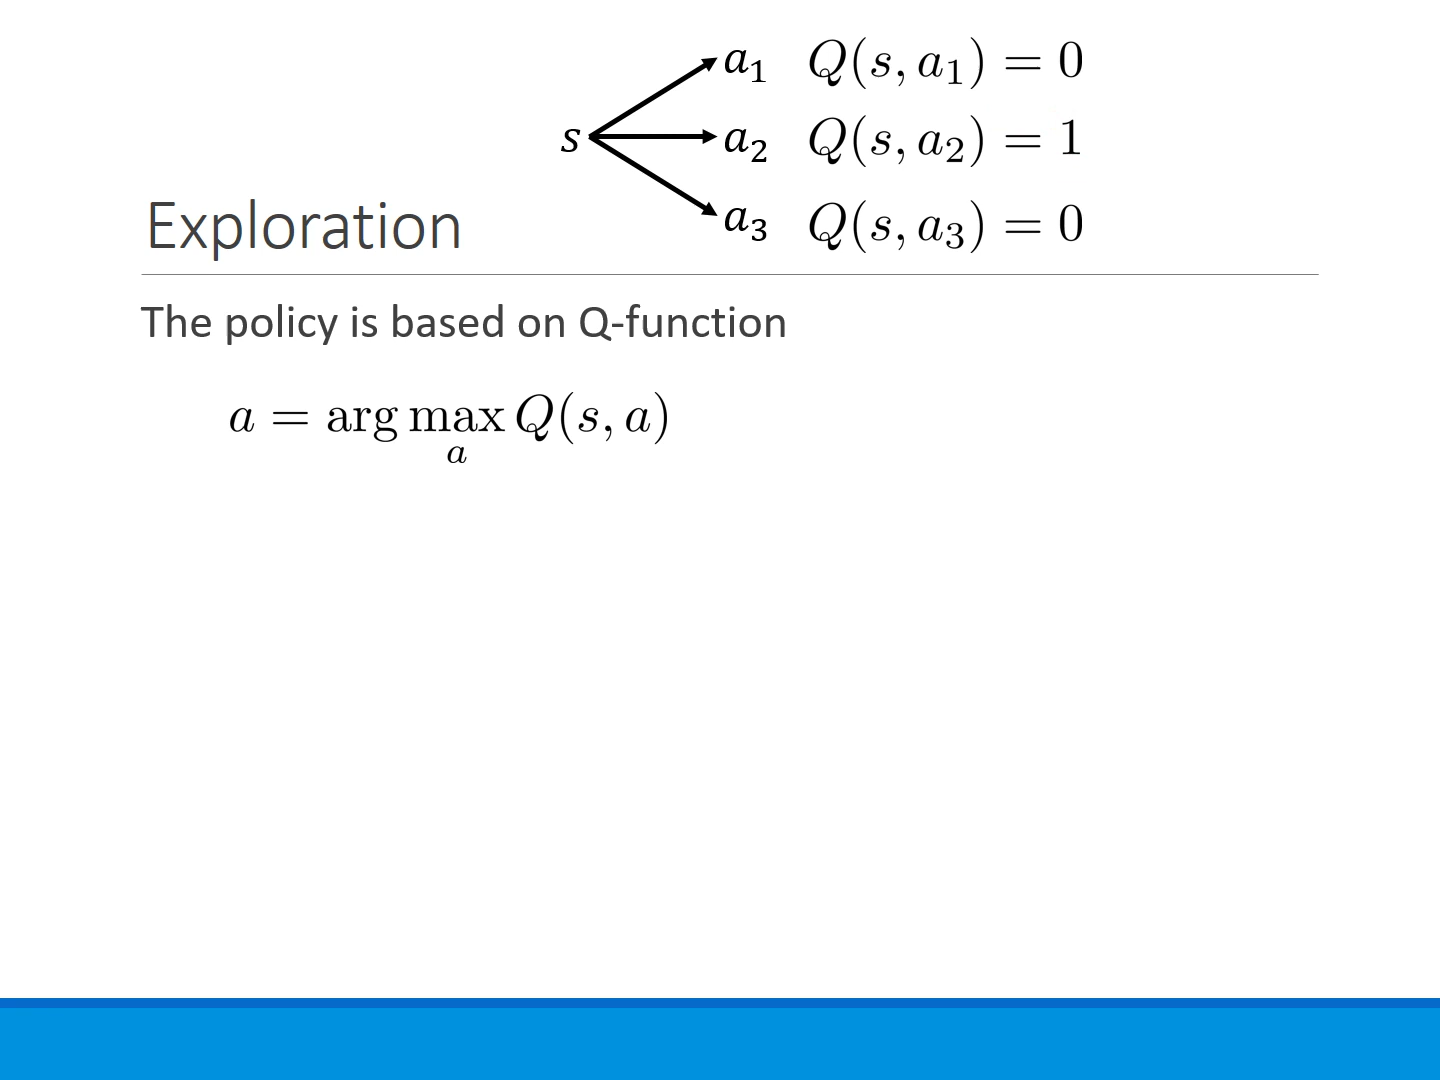 a₁ Q(s, a₁) = 0
s a₂ Q(s, a₂) = 1
a₃ Q(s, a₃) = 0
Exploration
The policy is based on Q-function
a = arg max Q(s, a)
a